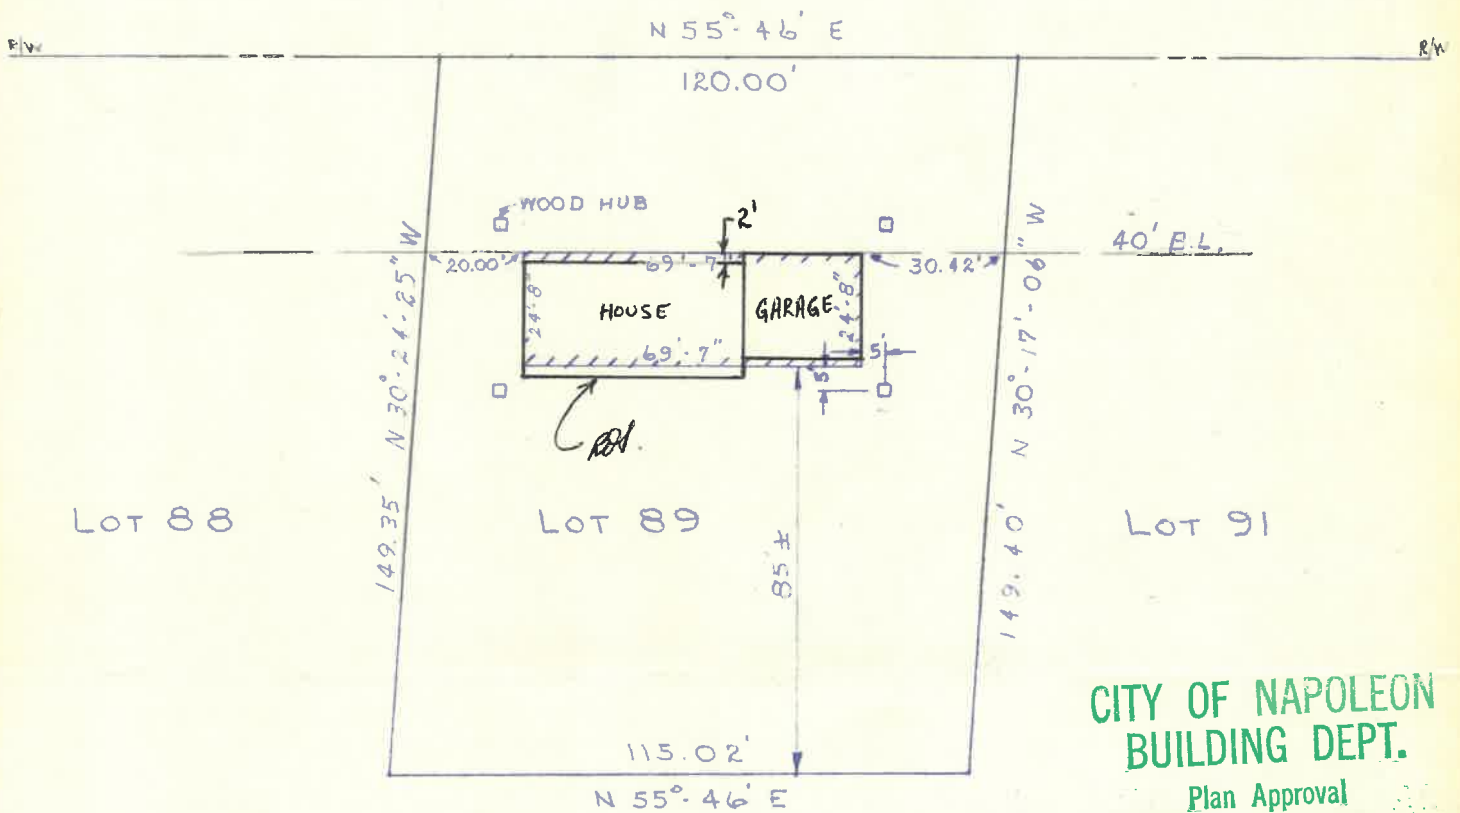 N 55°-46' E
R/W
R/W
120.00'
WOOD HUB
2'
40' B.L.
20.00'
69'-7"
30.42'
24'-8"
HOUSE
GARAGE
24'-8"
69'-7"
5'
5'
N 30°-24'-25" W
149.35'
N 30°-17'-06" W
149.40'
LOT 88
LOT 89
LOT 91
85'±
115.02'
N 55°-46' E
CITY OF NAPOLEON
BUILDING DEPT.
Plan Approval